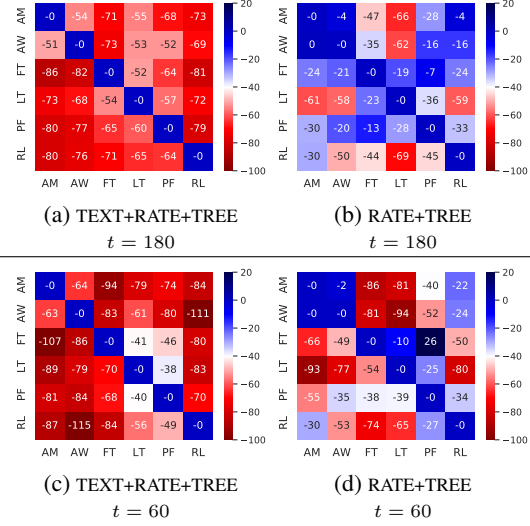 AM -0 -54 -71 -55 -68 -73
AW -51 -0 -73 -53 -52 -69
FT -86 -82 -0 -52 -64 -81
LT -73 -68 -54 -0 -57 -72
PF -80 -77 -65 -60 -0 -79
RL -80 -76 -71 -65 -64 -0
AM AW FT LT PF RL
20
0
−20
−40
−60
−80
−100
(a) TEXT+RATE+TREE
t = 180
AM -0 -4 -47 -66 -28 -4
AW 0 -0 -35 -62 -16 -16
FT -24 -21 -0 -19 -7 -24
LT -61 -58 -23 -0 -36 -59
PF -30 -20 -13 -28 -0 -33
RL -30 -50 -44 -69 -45 -0
AM AW FT LT PF RL
20
0
−20
−40
−60
−80
−100
(b) RATE+TREE
t = 180
AM -0 -64 -94 -79 -74 -84
AW -63 -0 -83 -61 -80 -111
FT -107 -86 -0 -41 -46 -80
LT -89 -79 -70 -0 -38 -83
PF -81 -84 -68 -40 -0 -70
RL -87 -115 -84 -56 -49 -0
AM AW FT LT PF RL
20
0
−20
−40
−60
−80
−100
(c) TEXT+RATE+TREE
t = 60
AM -0 -2 -86 -81 -40 -22
AW -0 -0 -81 -94 -52 -24
FT -66 -49 -0 -10 26 -50
LT -93 -77 -54 -0 -25 -80
PF -55 -35 -38 -39 -0 -34
RL -30 -53 -74 -65 -27 -0
AM AW FT LT PF RL
20
0
−20
−40
−60
−80
−100
(d) RATE+TREE
t = 60